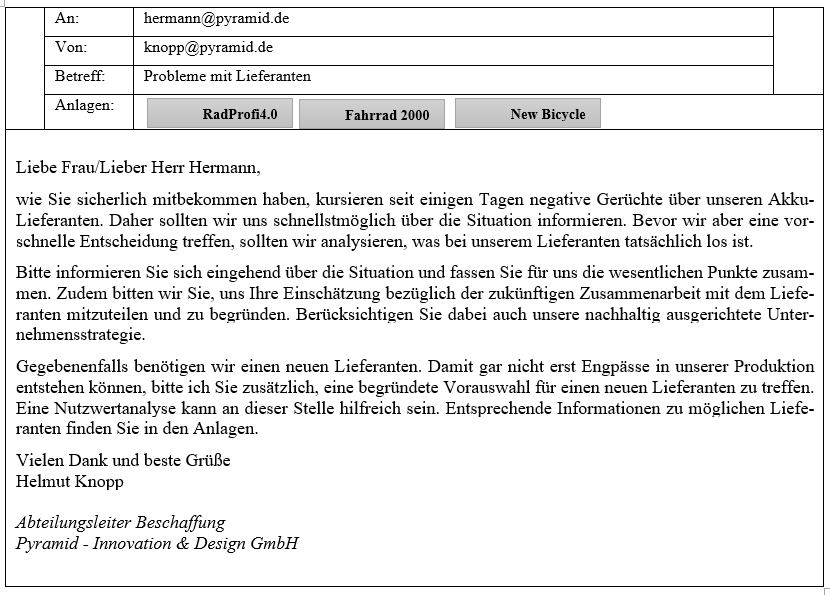 An: hermann@pyramid.de
Von: knopp@pyramid.de
Betreff: Probleme mit Lieferanten
Anlagen: RadProfi4.0 Fahrrad 2000 New Bicycle
Liebe Frau/Lieber Herr Hermann,
wie Sie sicherlich mitbekommen haben, kursieren seit einigen Tagen negative Gerüchte über unseren Akku-
Lieferanten. Daher sollten wir uns schnellstmöglich über die Situation informieren. Bevor wir aber eine vor-
schnelle Entscheidung treffen, sollten wir analysieren, was bei unserem Lieferanten tatsächlich los ist.
Bitte informieren Sie sich eingehend über die Situation und fassen Sie für uns die wesentlichen Punkte zusam-
men. Zudem bitten wir Sie, uns Ihre Einschätzung bezüglich der zukünftigen Zusammenarbeit mit dem Liefe-
ranten mitzuteilen und zu begründen. Berücksichtigen Sie dabei auch unsere nachhaltig ausgerichtete Unter-
nehmensstrategie.
Gegebenenfalls benötigen wir einen neuen Lieferanten. Damit gar nicht erst Engpässe in unserer Produktion
entstehen können, bitte ich Sie zusätzlich, eine begründete Vorauswahl für einen neuen Lieferanten zu treffen.
Eine Nutzwertanalyse kann an dieser Stelle hilfreich sein. Entsprechende Informationen zu möglichen Liefe-
ranten finden Sie in den Anlagen.
Vielen Dank und beste Grüße
Helmut Knopp
Abteilungsleiter Beschaffung
Pyramid - Innovation & Design GmbH